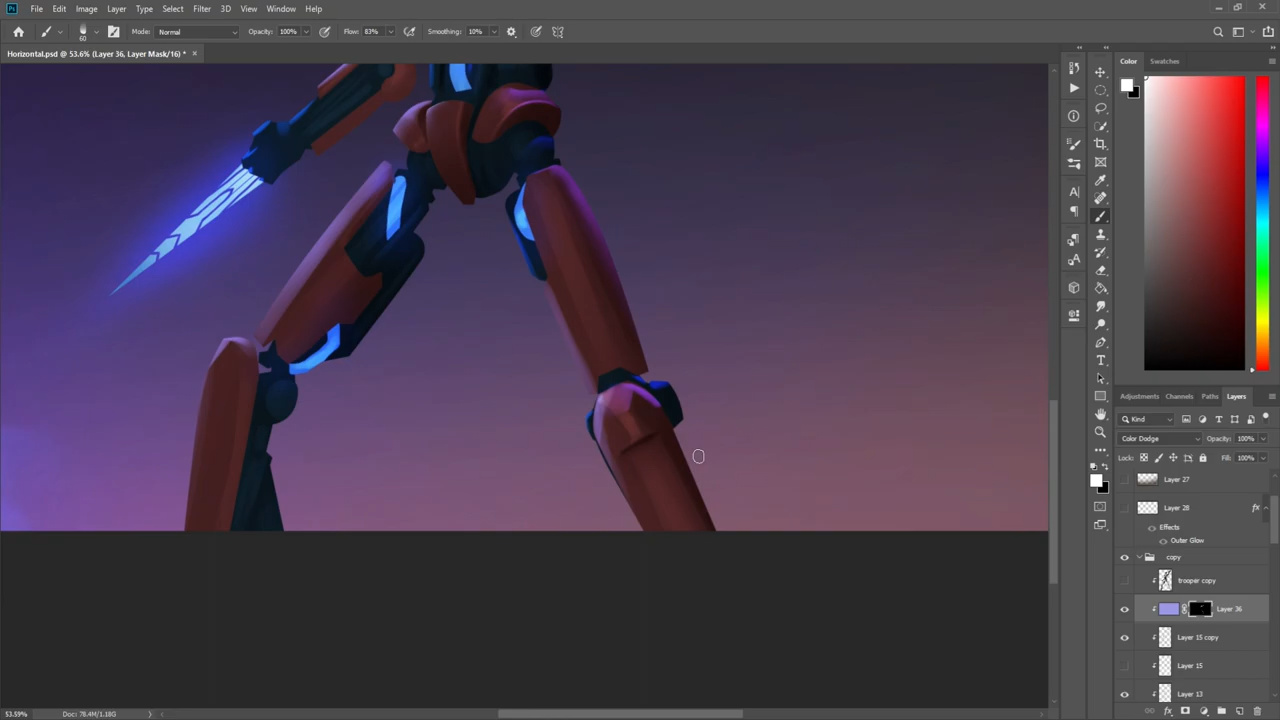 Ps File Edit Image Layer Type Select Filter 3D View Window Help
60 Mode: Normal Opacity: 100% Flow: 83% Smoothing: 10%
Horizontal.psd @ 53.6% (Layer 36, Layer Mask/16) * ×
Color Swatches
Adjustments Channels Paths Layers
Kind
Color Dodge Opacity: 100%
Lock: Fill: 100%
Layer 27
Layer 28 fx
Effects
Outer Glow
copy
trooper copy
Layer 36
Layer 15 copy
Layer 15
Layer 13
53.59% Doc: 78.4M/1.18G